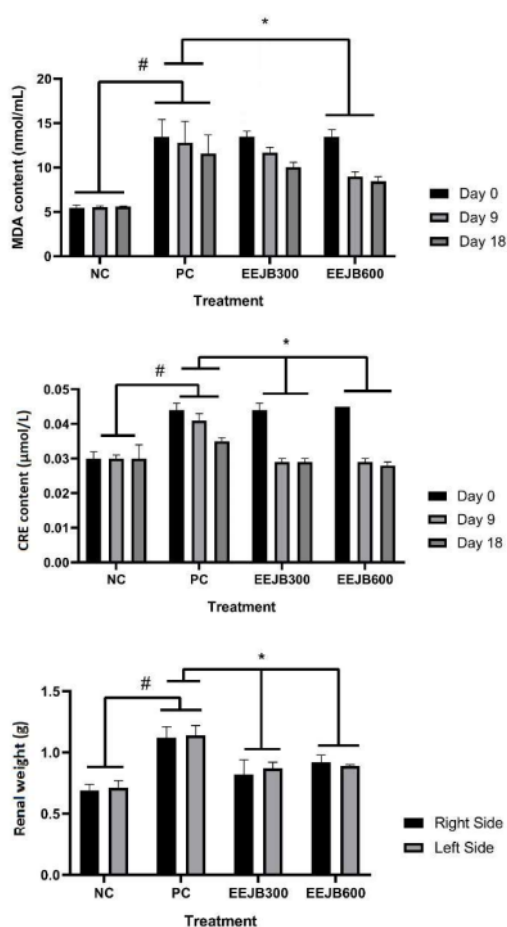 *
#
MDA content (nmol/mL)
20
15
10
5
0
NC
PC
EEJB300
EEJB600
Treatment
Day 0
Day 9
Day 18
*
#
CRE content (μmol/L)
0.05
0.04
0.03
0.02
0.01
0.00
NC
PC
EEJB300
EEJB600
Treatment
Day 0
Day 9
Day 18
*
#
Renal weight (g)
1.5
1.0
0.5
0.0
NC
PC
EEJB300
EEJB600
Treatment
Right Side
Left Side